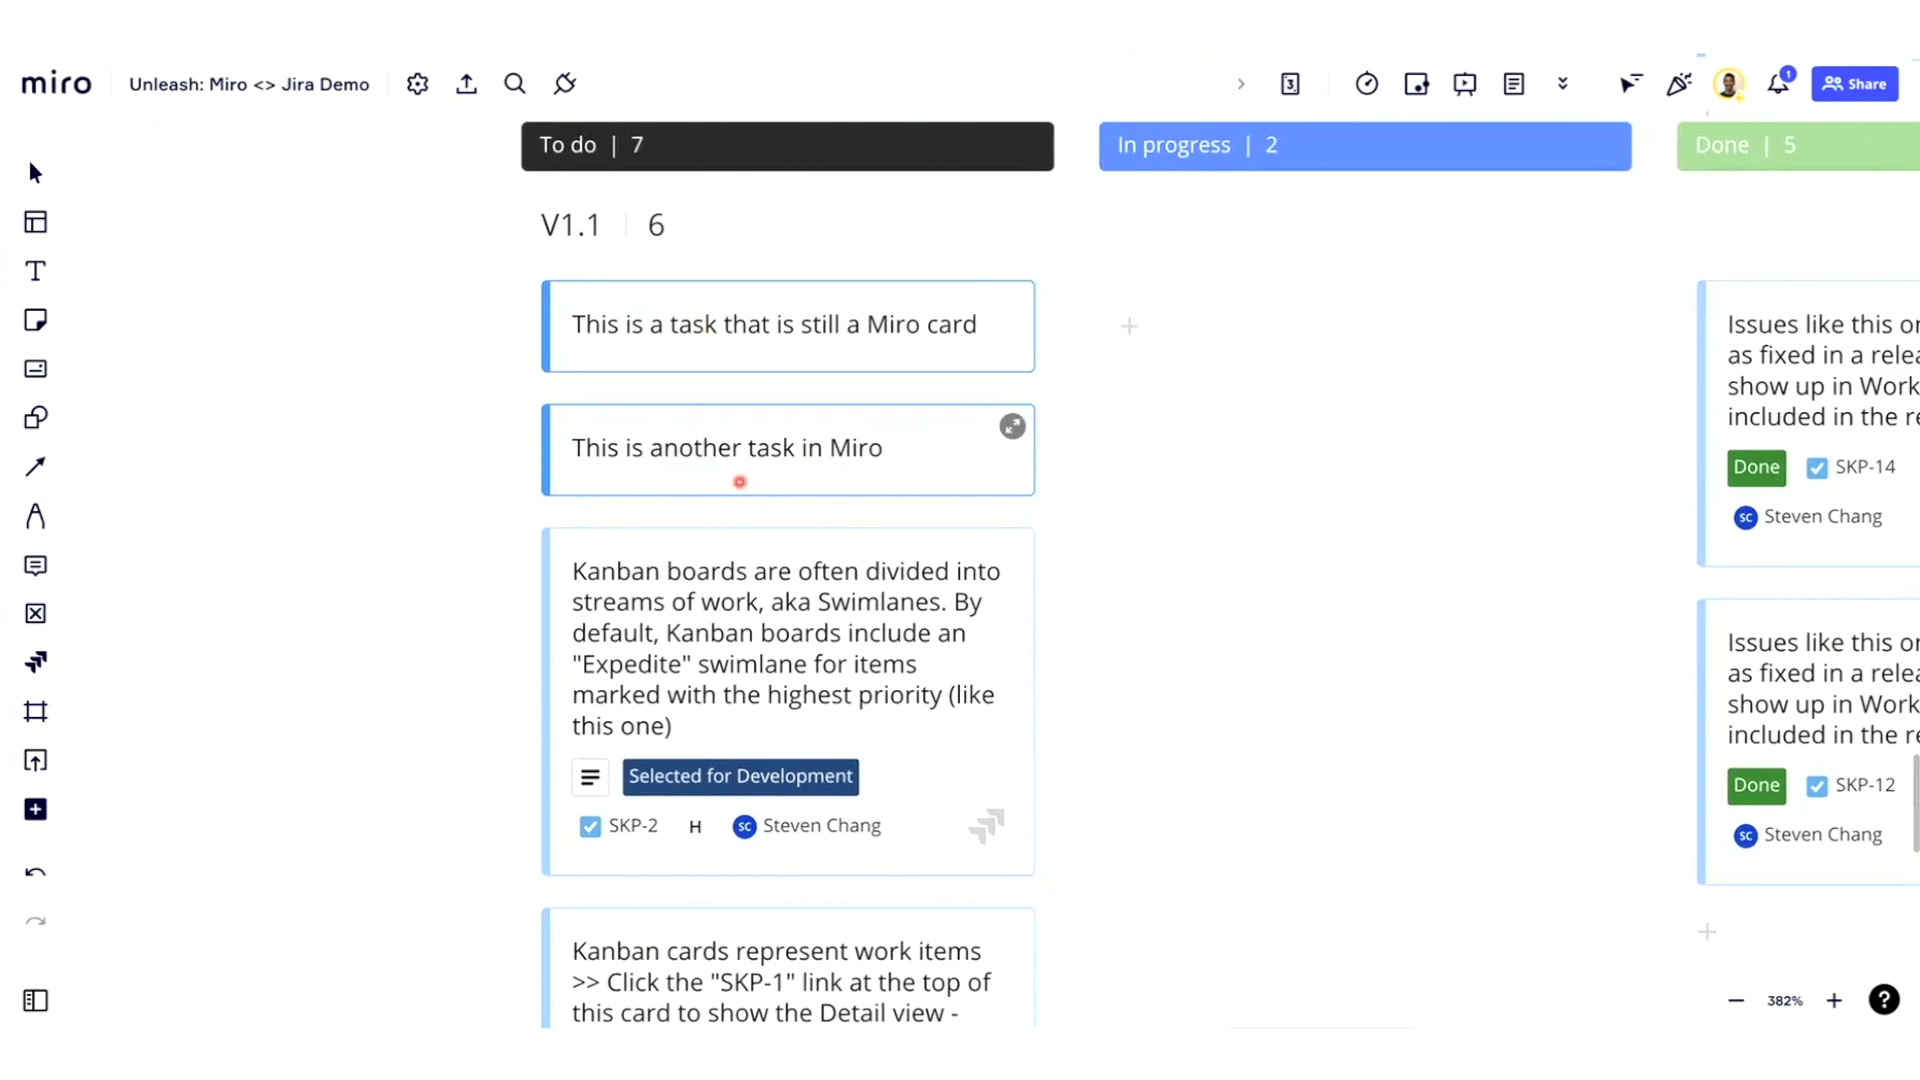 miro
Unleash: Miro <> Jira Demo
3
1
Share
To do | 7
In progress | 2
Done | 5
V1.1 | 6
This is a task that is still a Miro card
This is another task in Miro
Kanban boards are often divided into
streams of work, aka Swimlanes. By
default, Kanban boards include an
"Expedite" swimlane for items
marked with the highest priority (like
this one)
Selected for Development
SKP-2 H SC Steven Chang
Kanban cards represent work items
>> Click the "SKP-1" link at the top of
this card to show the Detail view -
Issues like this
as fixed in a
show up in
included in the
Done SKP-14
SC Steven Chang
Issues like this
as fixed in a
show up in
included in the
Done SKP-12
SC Steven Chang
382%
?